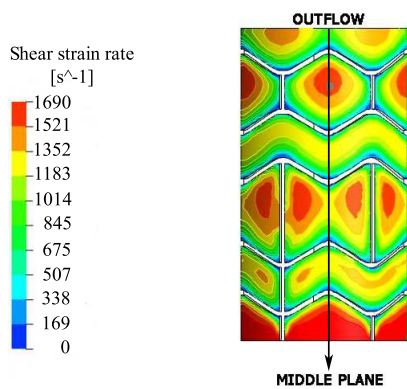 OUTFLOW
Shear strain rate
[s^-1]
1690
1521
1352
1183
1014
845
675
507
338
169
0
MIDDLE PLANE